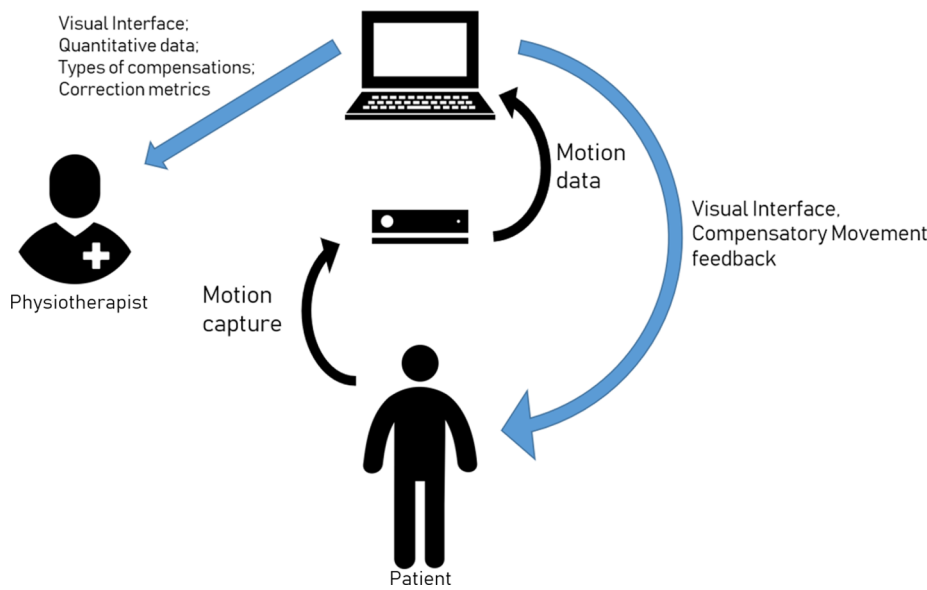 Visual Interface;
Quantitative data;
Types of compensations;
Correction metrics
Motion
data
Visual Interface,
Compensatory Movement
feedback
Physiotherapist
Motion
capture
Patient